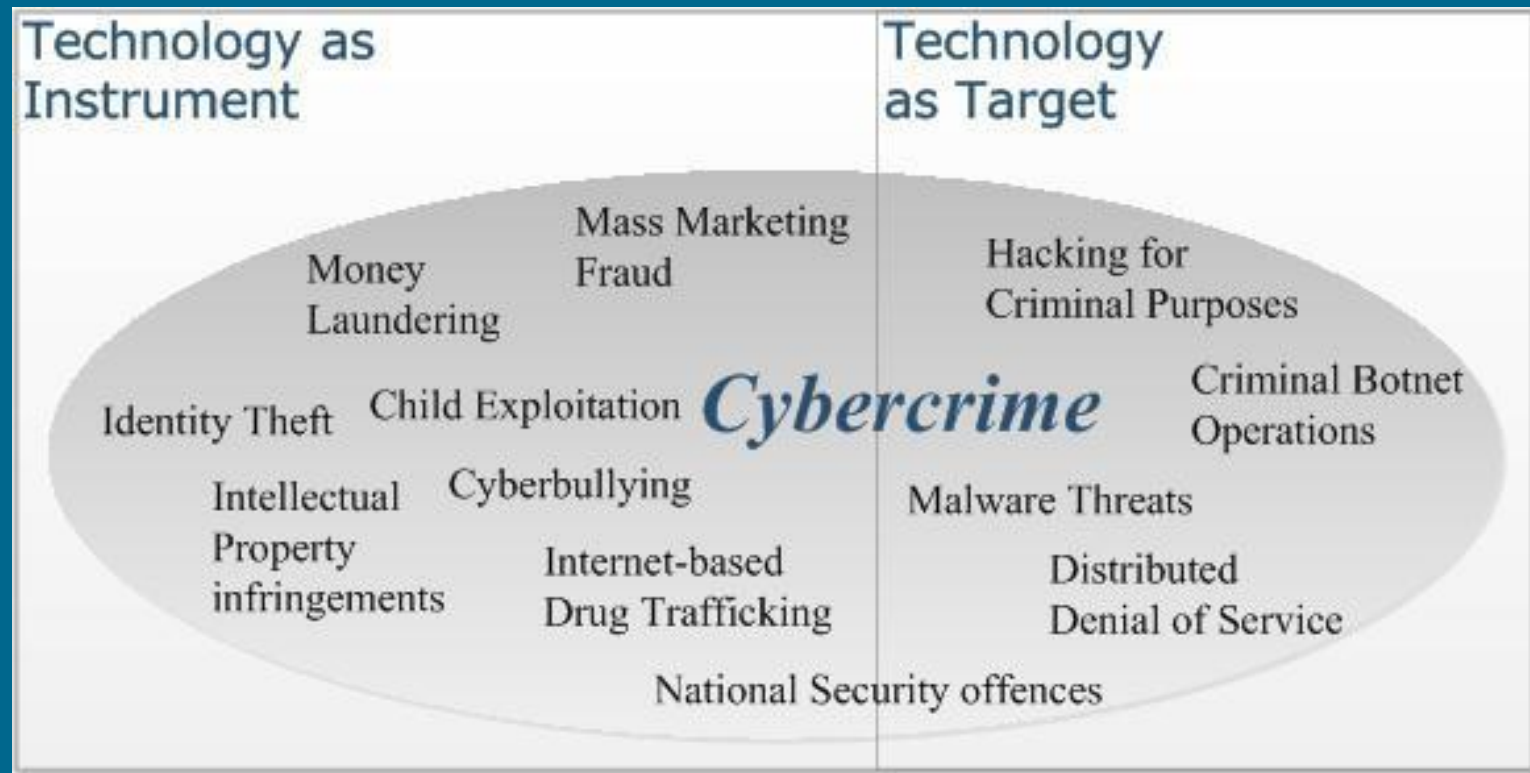 Technology as
Instrument
Technology
as Target
Mass Marketing
Fraud
Money
Laundering
Hacking for
Criminal Purposes
Identity Theft
Child Exploitation
Cybercrime
Criminal Botnet
Operations
Intellectual
Property
infringements
Cyberbullying
Malware Threats
Internet-based
Drug Trafficking
Distributed
Denial of Service
National Security offences